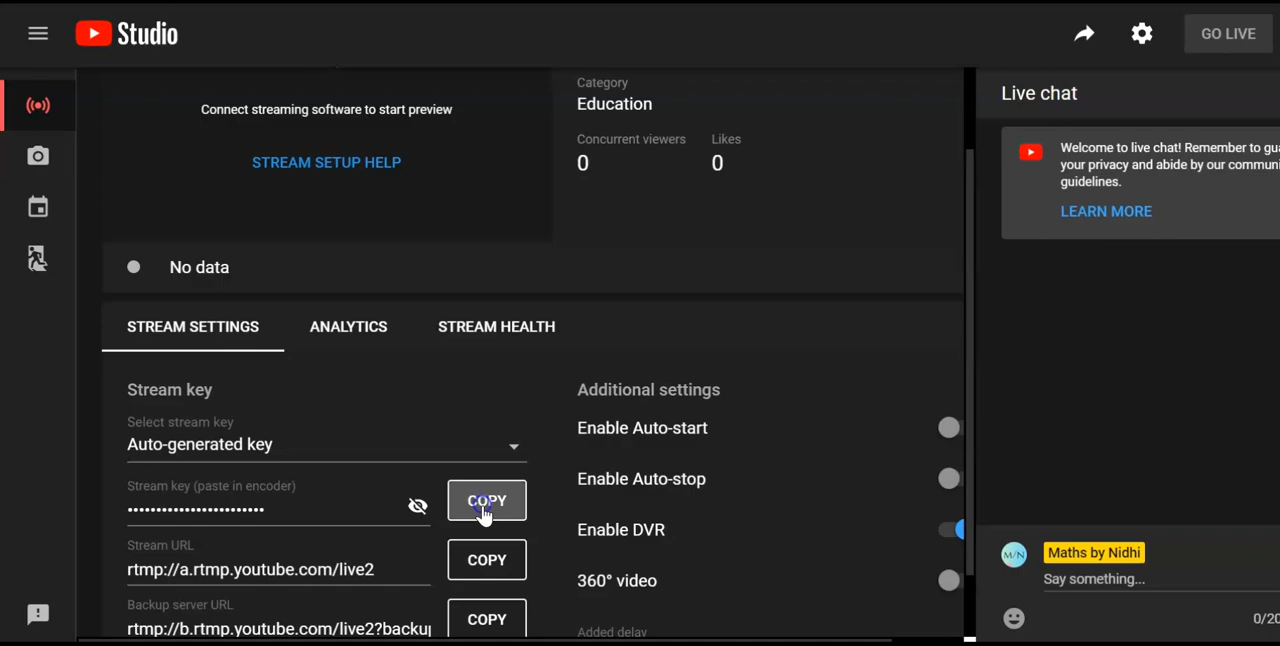 Studio
GO LIVE
Connect streaming software to start preview
STREAM SETUP HELP
Category
Education
Concurrent viewers Likes
0 0
No data
STREAM SETTINGS ANALYTICS STREAM HEALTH
Stream key
Select stream key
Auto-generated key
Stream key (paste in encoder)
••••••••••••••••••••••••
COPY
Stream URL
rtmp://a.rtmp.youtube.com/live2
COPY
Backup server URL
rtmp://b.rtmp.youtube.com/live2?backup
COPY
Additional settings
Enable Auto-start
Enable Auto-stop
Enable DVR
360° video
Added delay
Live chat
Welcome to live chat! Remember to gua
your privacy and abide by our communi
guidelines.
LEARN MORE
M/N
Maths by Nidhi
Say something...
0/20